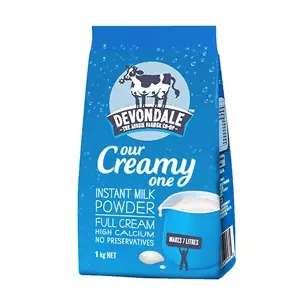 DEVONDALE
THE AUSSIE FARMER CO-OP
our
Creamy
one
INSTANT MILK
POWDER
FULL CREAM
HIGH CALCIUM
NO PRESERVATIVES
MAKES 7 LITRES
1 kg NET